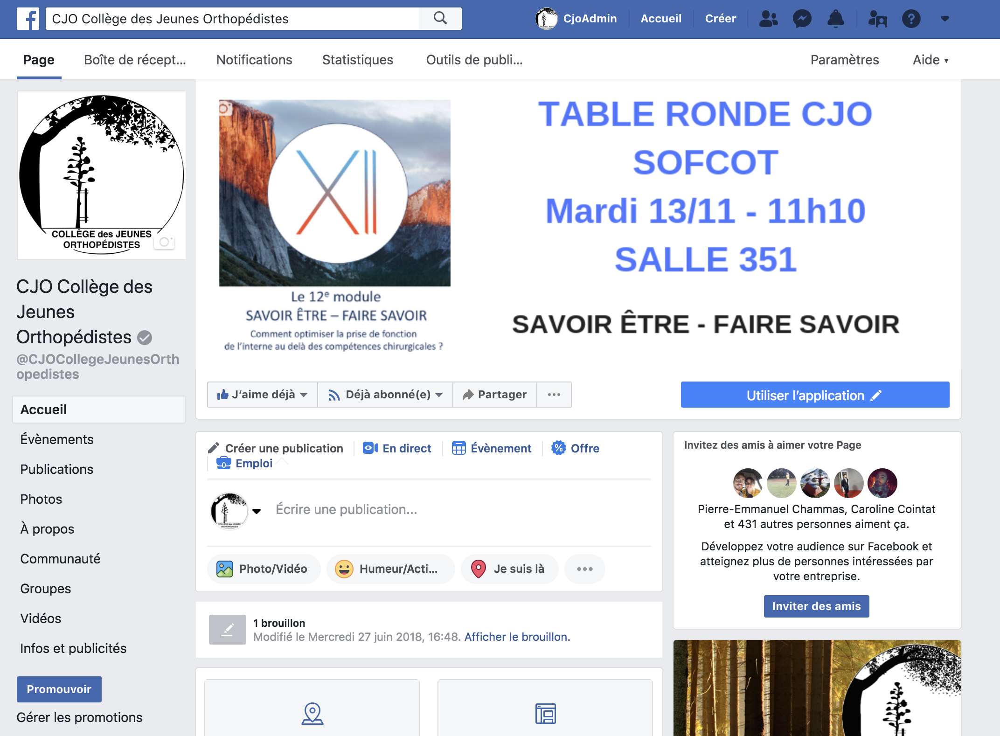 CJO Collège des Jeunes Orthopédistes
CjoAdmin
Accueil
Créer
Page
Boîte de récept...
Notifications
Statistiques
Outils de publi...
Paramètres
Aide
COLLÈGE des JEUNES
ORTHOPÉDISTES
CJO Collège des
Jeunes
Orthopédistes
@CJOCollegeJeunesOrth
opedistes
Accueil
Évènements
Publications
Photos
À propos
Communauté
Groupes
Vidéos
Infos et publicités
Promouvoir
Gérer les promotions
XII
Le 12e module
SAVOIR ÊTRE – FAIRE SAVOIR
Comment optimiser la prise de fonction
de l'interne au delà des compétences chirurgicales ?
TABLE RONDE CJO
SOFCOT
Mardi 13/11 - 11h10
SALLE 351
SAVOIR ÊTRE - FAIRE SAVOIR
J'aime déjà
Déjà abonné(e)
Partager
Utiliser l'application
Créer une publication
En direct
Évènement
Offre
Emploi
COLLÈGE des JEUNES
ORTHOPÉDISTES
Écrire une publication...
Photo/Vidéo
Humeur/Acti...
Je suis là
1 brouillon
Modifié le Mercredi 27 juin 2018, 16:48. Afficher le brouillon.
Invitez des amis à aimer votre Page
Pierre-Emmanuel Chammas, Caroline Cointat
et 431 autres personnes aiment ça.
Développez votre audience sur Facebook et
atteignez plus de personnes intéressées par
votre entreprise.
Inviter des amis